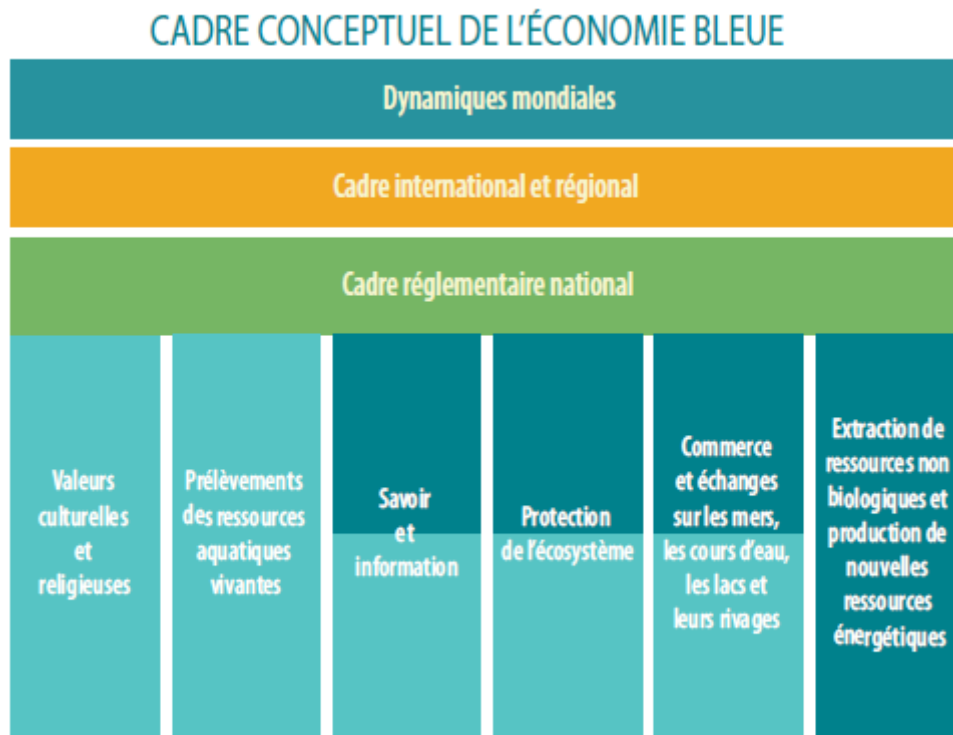 CADRE CONCEPTUEL DE L'ÉCONOMIE BLEUE
Dynamiques mondiales
Cadre international et régional
Cadre réglementaire national
Valeurs
culturelles
et
religieuses
Prélèvements
des ressources
aquatiques
vivantes
Savoir
et
information
Protection
de l'écosystème
Commerce
et échanges
sur les mers,
les cours d'eau,
les lacs et
leurs rivages
Extraction de
ressources non
biologiques et
production de
nouvelles
ressources
énergétiques